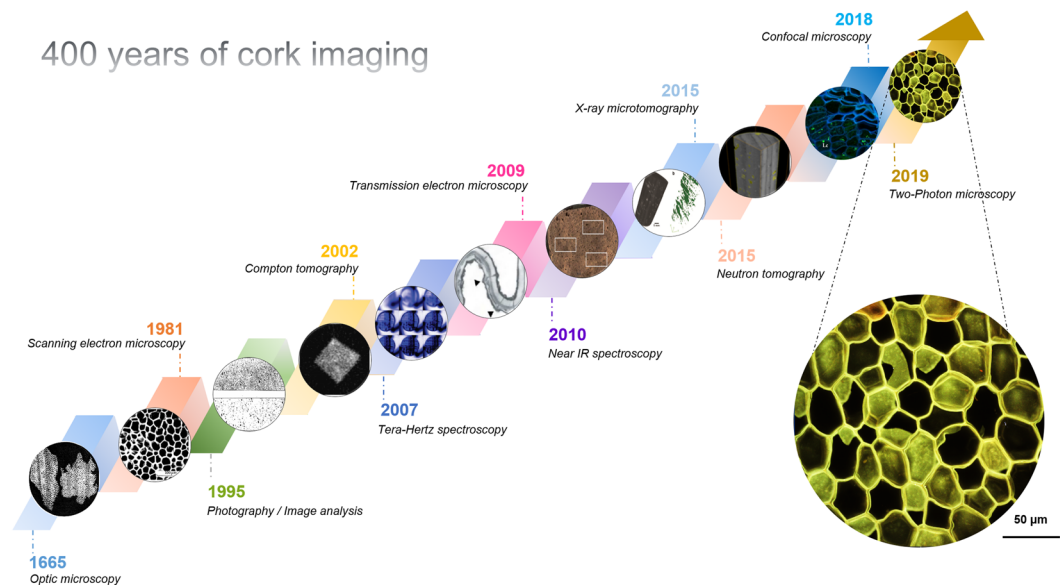 400 years of cork imaging
1665
Optic microscopy
1981
Scanning electron microscopy
1995
Photography / Image analysis
2002
Compton tomography
2007
Tera-Hertz spectroscopy
2009
Transmission electron microscopy
2010
Near IR spectroscopy
2015
X-ray microtomography
2015
Neutron tomography
2018
Confocal microscopy
2019
Two-Photon microscopy
50 µm